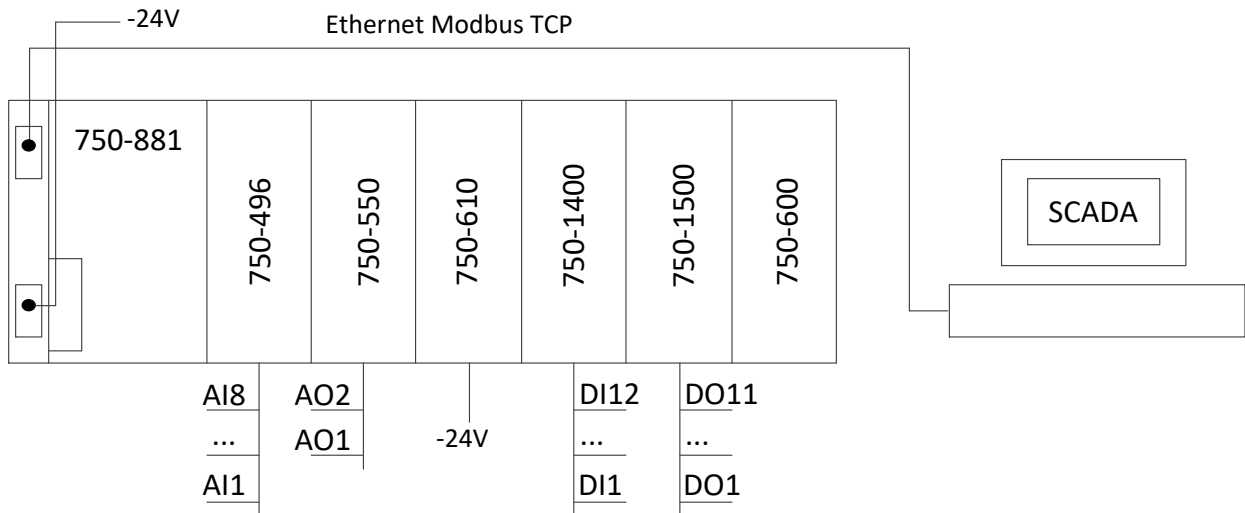 -24V
Ethernet Modbus TCP
750-881
750-496
750-550
750-610
750-1400
750-1500
750-600
SCADA
AI8
...
AI1
AO2
AO1
-24V
DI12
...
DI1
DO11
...
DO1